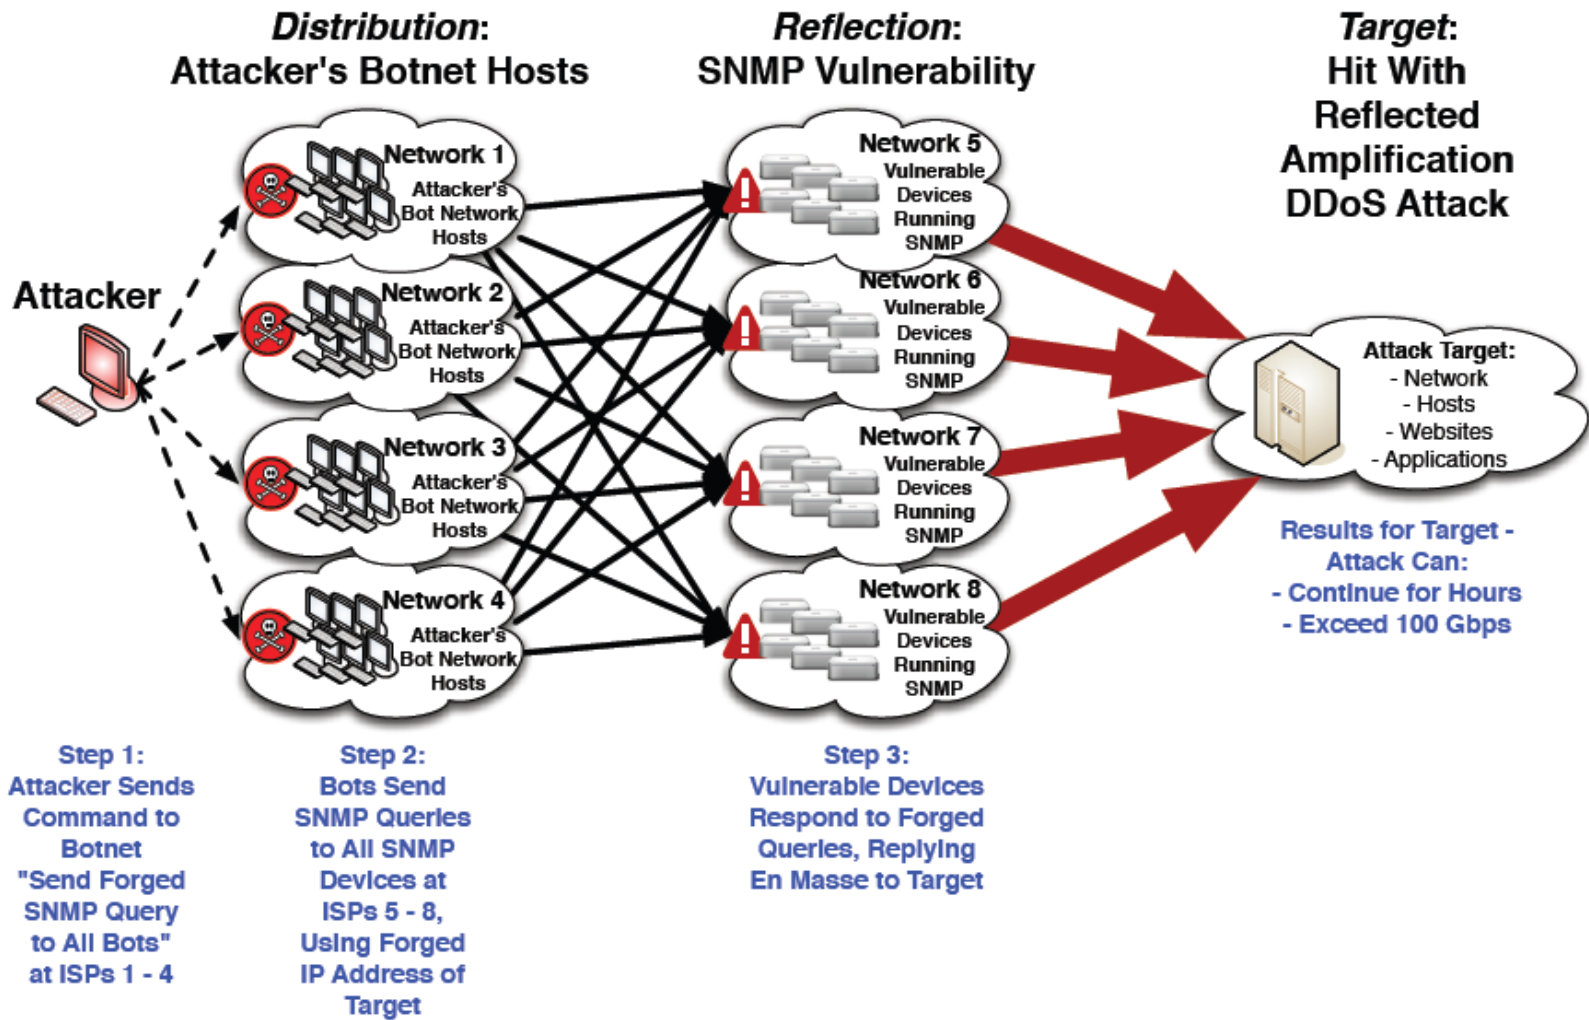 Distribution:
Attacker's Botnet Hosts
Reflection:
SNMP Vulnerability
Target:
Hit With
Reflected
Amplification
DDoS Attack
Attacker
Network 1
Attacker's
Bot Network
Hosts
Network 2
Attacker's
Bot Network
Hosts
Network 3
Attacker's
Bot Network
Hosts
Network 4
Attacker's
Bot Network
Hosts
Network 5
Vulnerable
Devices
Running
SNMP
Network 6
Vulnerable
Devices
Running
SNMP
Network 7
Vulnerable
Devices
Running
SNMP
Network 8
Vulnerable
Devices
Running
SNMP
Attack Target:
- Network
- Hosts
- Websites
- Applications
Results for Target -
Attack Can:
- Continue for Hours
- Exceed 100 Gbps
Step 1:
Attacker Sends
Command to
Botnet
"Send Forged
SNMP Query
to All Bots"
at ISPs 1 - 4
Step 2:
Bots Send
SNMP Queries
to All SNMP
Devices at
ISPs 5 - 8,
Using Forged
IP Address of
Target
Step 3:
Vulnerable Devices
Respond to Forged
Queries, Replying
En Masse to Target